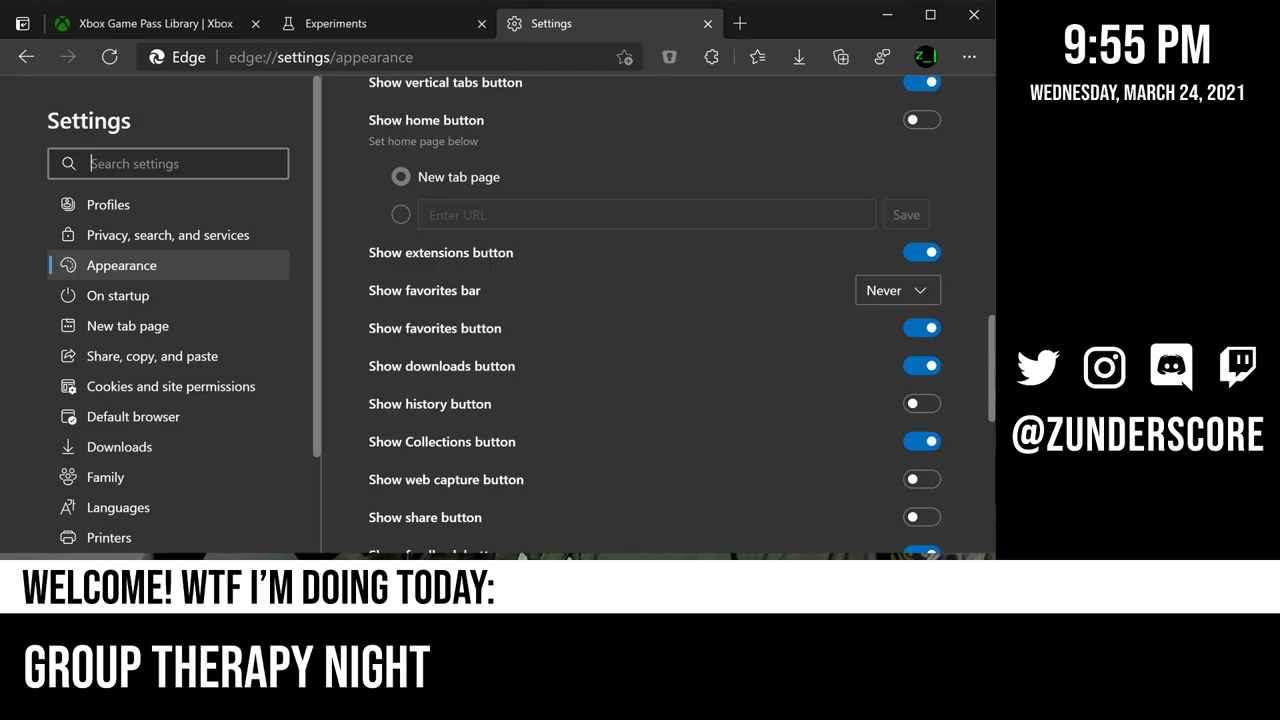 Xbox Game Pass Library | Xbox
Experiments
Settings
Edge
edge://settings/appearance
z_
Settings
Search settings
Profiles
Privacy, search, and services
Appearance
On startup
New tab page
Share, copy, and paste
Cookies and site permissions
Default browser
Downloads
Family
Languages
Printers
Show vertical tabs button
Show home button
Set home page below
New tab page
Enter URL
Save
Show extensions button
Show favorites bar
Never
Show favorites button
Show downloads button
Show history button
Show Collections button
Show web capture button
Show share button
9:55 PM
WEDNESDAY, MARCH 24, 2021
@ZUNDERSCORE
WELCOME! WTF I'M DOING TODAY:
GROUP THERAPY NIGHT